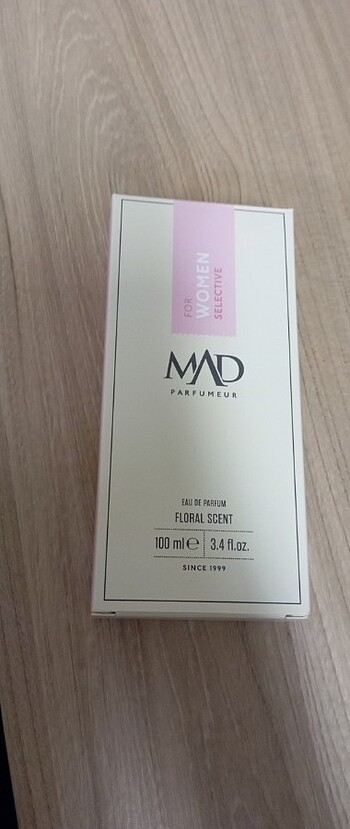 FOR
WOMEN
SELECTIVE
MAD
PARFUMEUR
EAU DE PARFUM
FLORAL SCENT
100 ml ℮ 3.4 fl.oz.
SINCE 1999